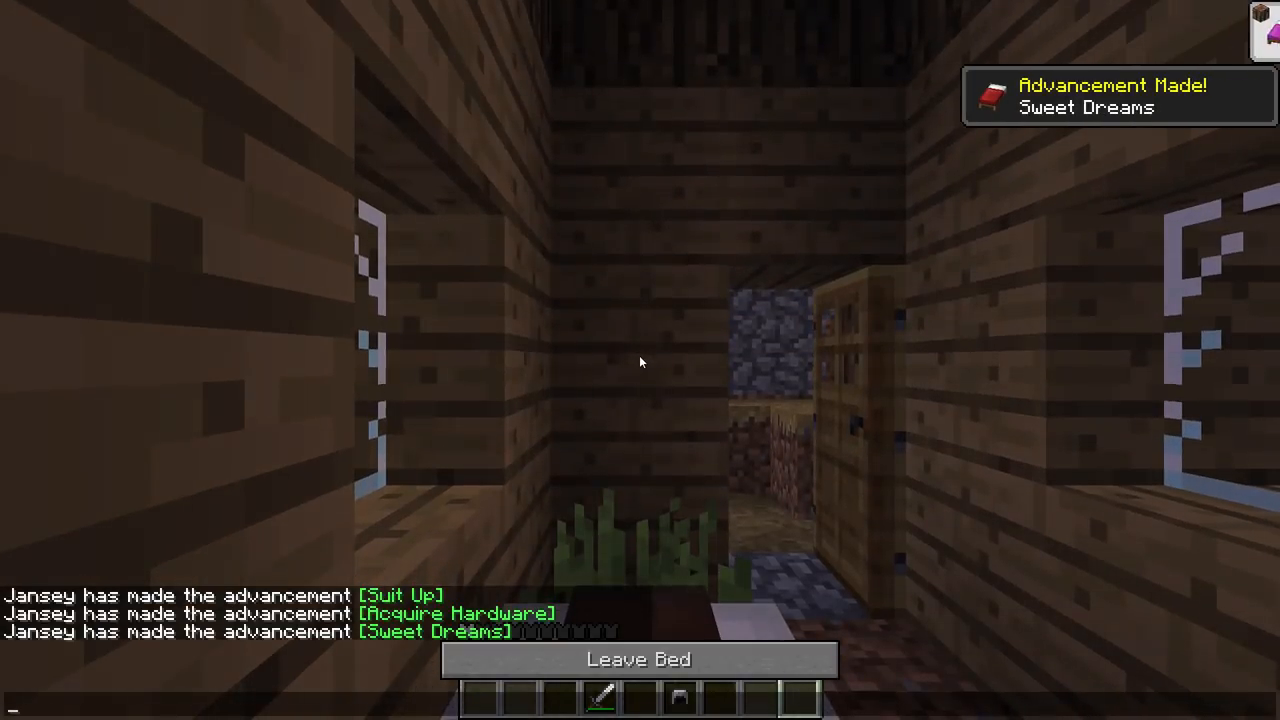 Advancement Made!
Sweet Dreams
Jansey has made the advancement [Suit Up]
Jansey has made the advancement [Acquire Hardware]
Jansey has made the advancement [Sweet Dreams]
Leave Bed
_